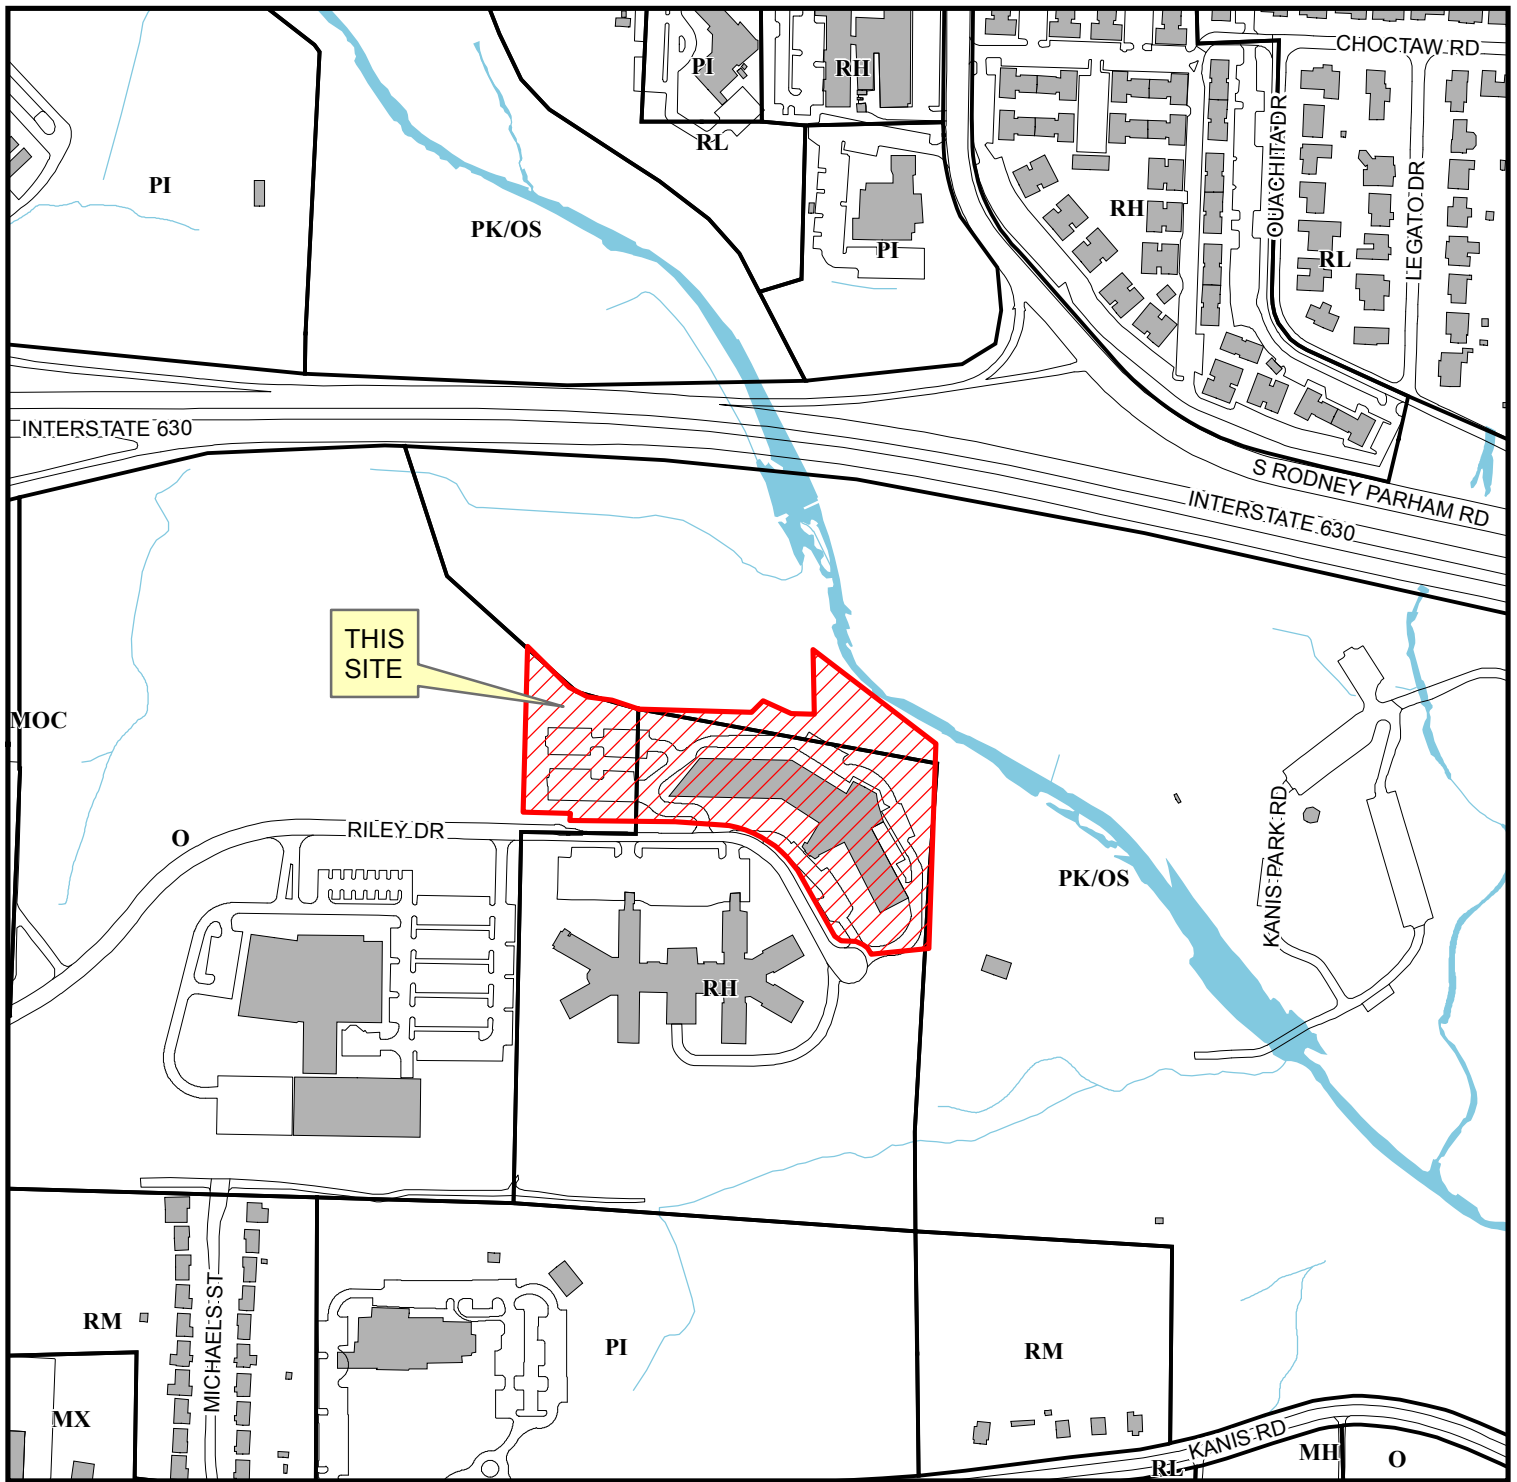 CHOCTAW RD
PI
RH
RL
OUACHITA DR
LEGATO DR
PI
PK/OS
RH
PI
RL
INTERSTATE 630
S RODNEY PARHAM RD
INTERSTATE 630
THIS
SITE
MOC
O
RILEY DR
KANIS PARK RD
PK/OS
RH
MICHAELS ST
RM
PI
RM
MX
KANIS RD
MH
O
RL